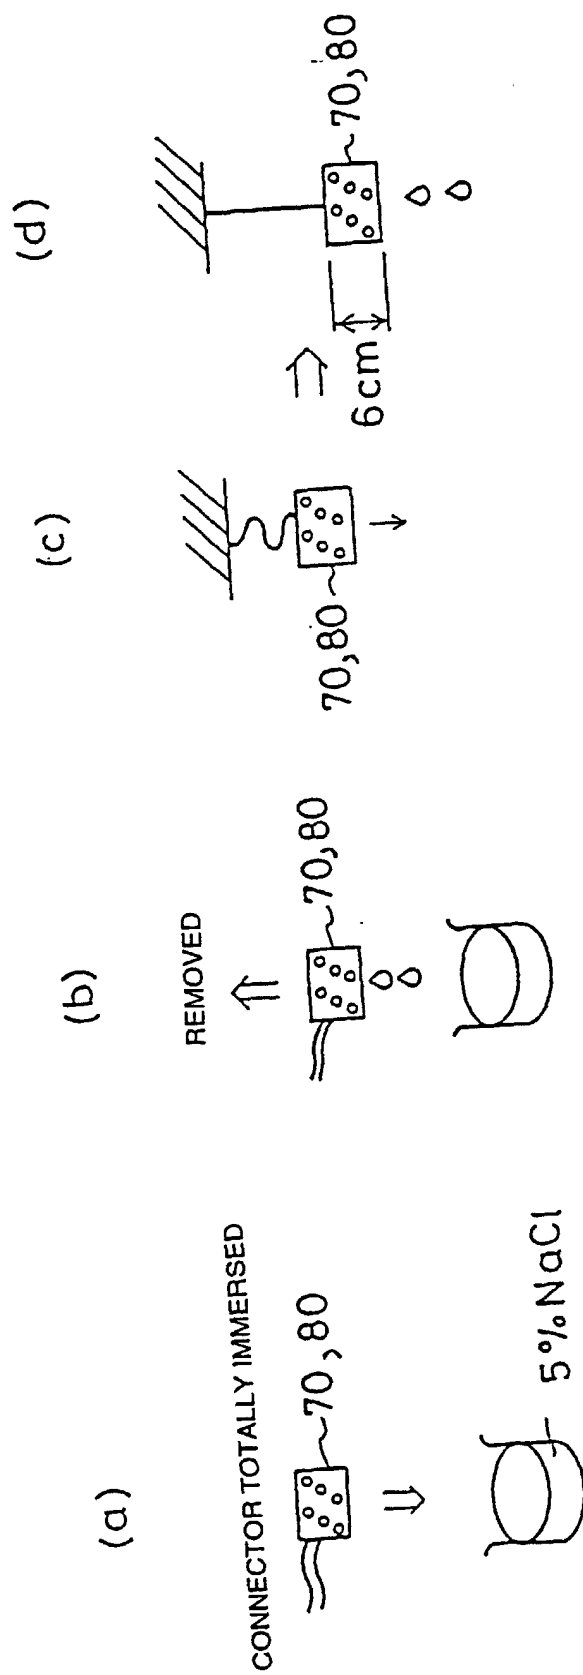 (a)
CONNECTOR TOTALLY IMMERSED
70, 80
5%NaCl
(b)
REMOVED
70, 80
(c)
70, 80
(d)
70, 80
6cm